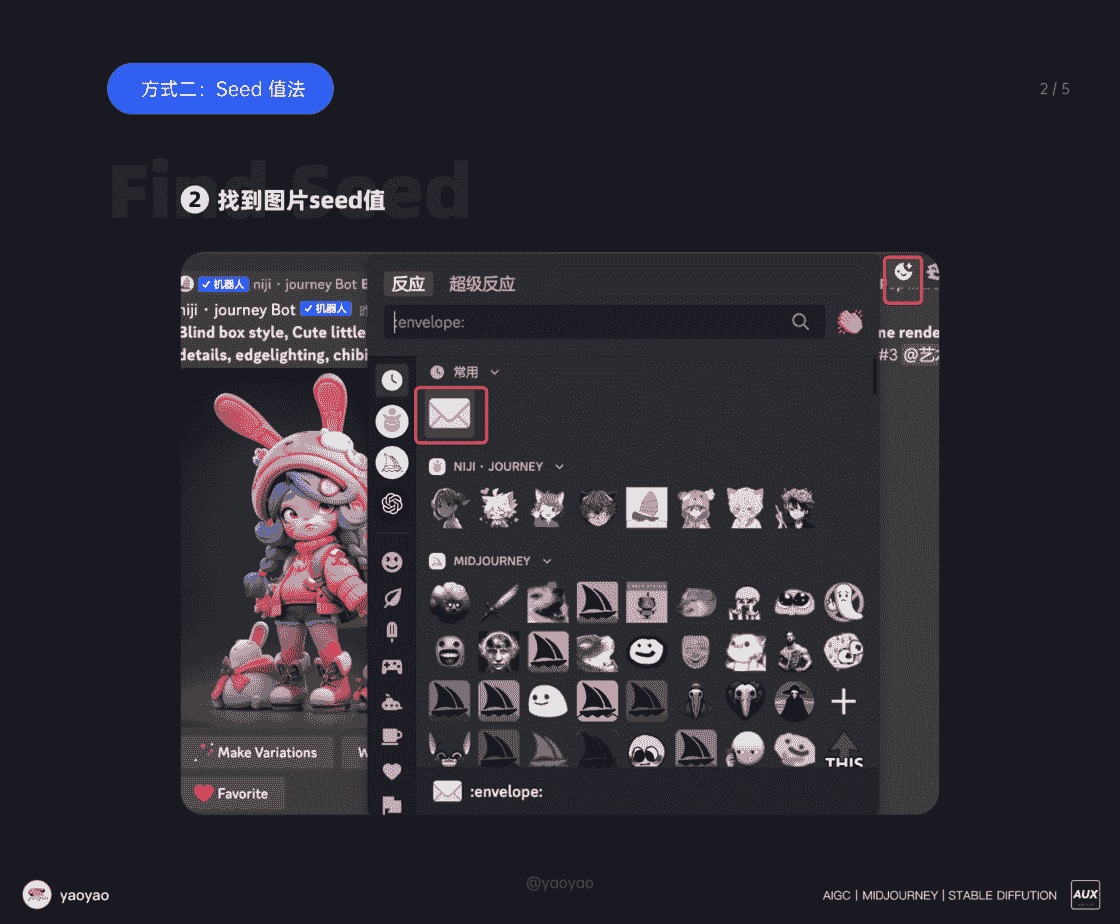 方式二：Seed 值法
2 / 5
Find Seed
2 找到图片seed值
机器人 niji · journey Bot
niji · journey Bot 机器人
Blind box style, Cute little
details, edgelighting, chibi
反应 超级反应
:envelope:
ne rende
#3 @艺
常用
NIJI · JOURNEY
MIDJOURNEY
THIS
Make Variations
W
Favorite
:envelope:
@yaoyao
yaoyao
AIGC | MIDJOURNEY | STABLE DIFFUTION
AUX